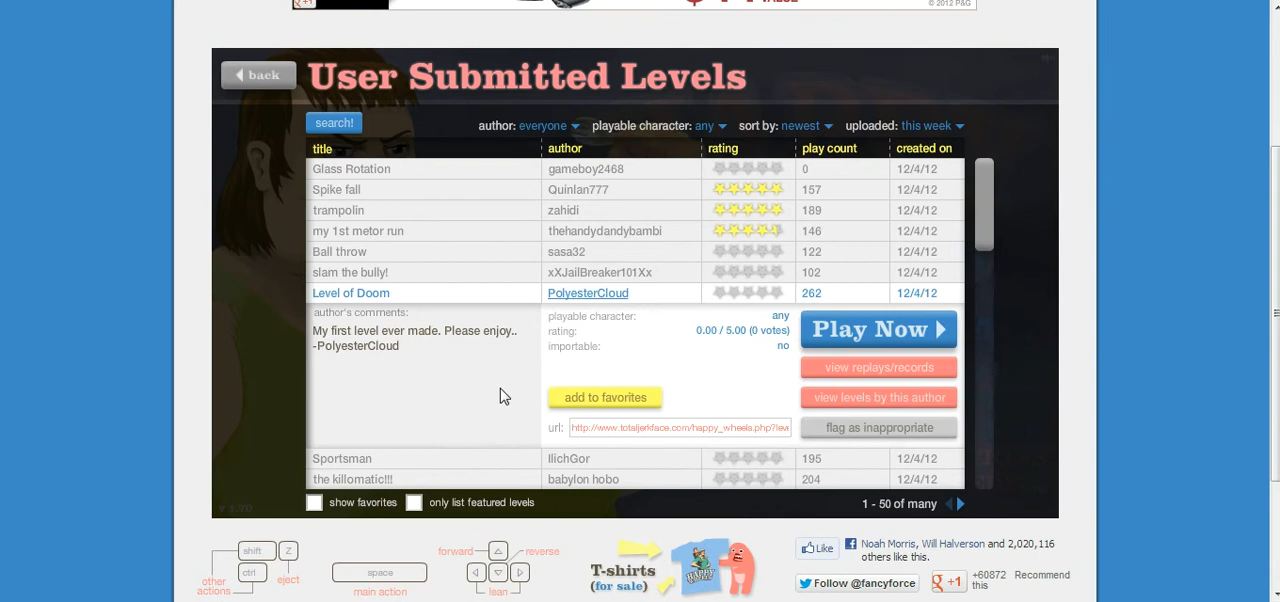 +1
VALUE
© 2012 P&G
back
User Submitted Levels
search!
author: everyone playable character: any sort by: newest uploaded: this week
title author rating play count created on
Glass Rotation gameboy2468 0 12/4/12
Spike fall Quinlan777 157 12/4/12
trampolin zahidi 189 12/4/12
my 1st metor run thehandydandybambi 146 12/4/12
Ball throw sasa32 122 12/4/12
slam the bully! xXJailBreaker101Xx 102 12/4/12
Level of Doom PolyesterCloud 262 12/4/12
author's comments:
My first level ever made. Please enjoy..
-PolyesterCloud
playable character: any
rating: 0.00 / 5.00 (0 votes)
importable: no
Play Now
view replays/records
add to favorites
view levels by this author
url: http://www.totaljerkface.com/happy_wheels.php?leve
flag as inappropriate
Sportsman IlichGor 195 12/4/12
the killomatic!!! babylon hobo 204 12/4/12
v 1.70
show favorites only list featured levels
1 - 50 of many
shift Z
ctrl
eject
other
actions
space
main action
forward reverse
lean
T-shirts
(for sale)
HAPPY
Like Noah Morris, Will Halverson and 2,020,116
others like this.
Follow @fancyforce
g +1 +60872 Recommend
this